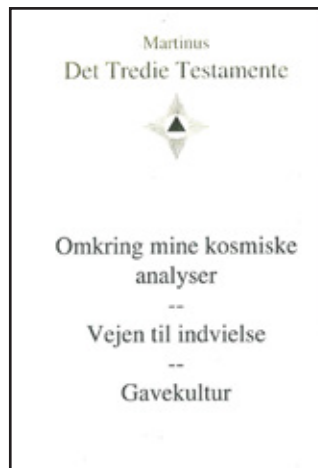 Martinus
Det Tredie Testamente
Omkring mine kosmiske
analyser
--
Vejen til indvielse
--
Gavekultur